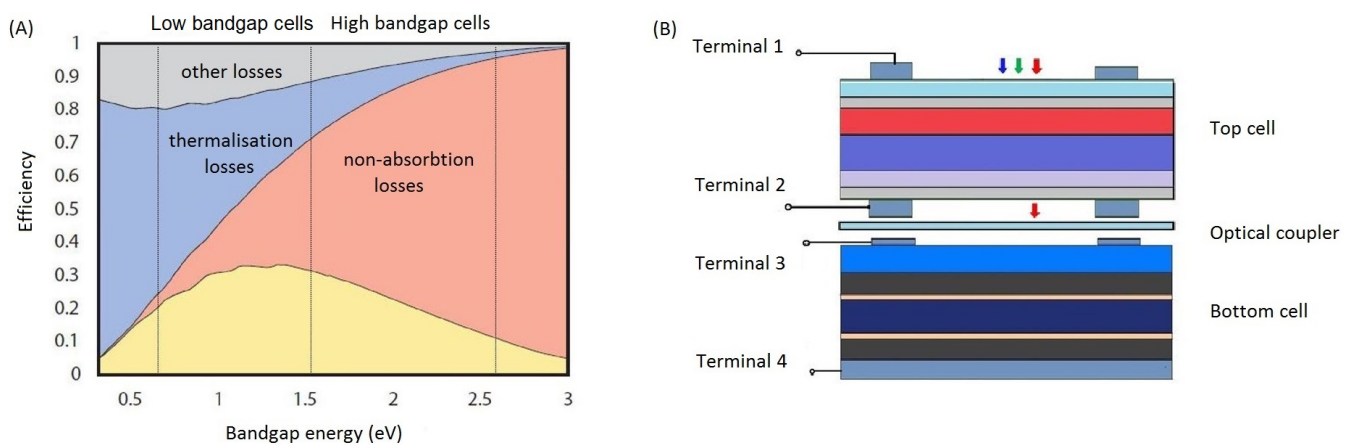 (A)
Low bandgap cells
High bandgap cells
1
0.9
0.8
0.7
0.6
0.5
0.4
0.3
0.2
0.1
0
Efficiency
other losses
thermalisation
losses
non-absorbtion
losses
0.5
1
1.5
2
2.5
3
Bandgap energy (eV)
(B)
Terminal 1
Top cell
Terminal 2
Optical coupler
Terminal 3
Bottom cell
Terminal 4